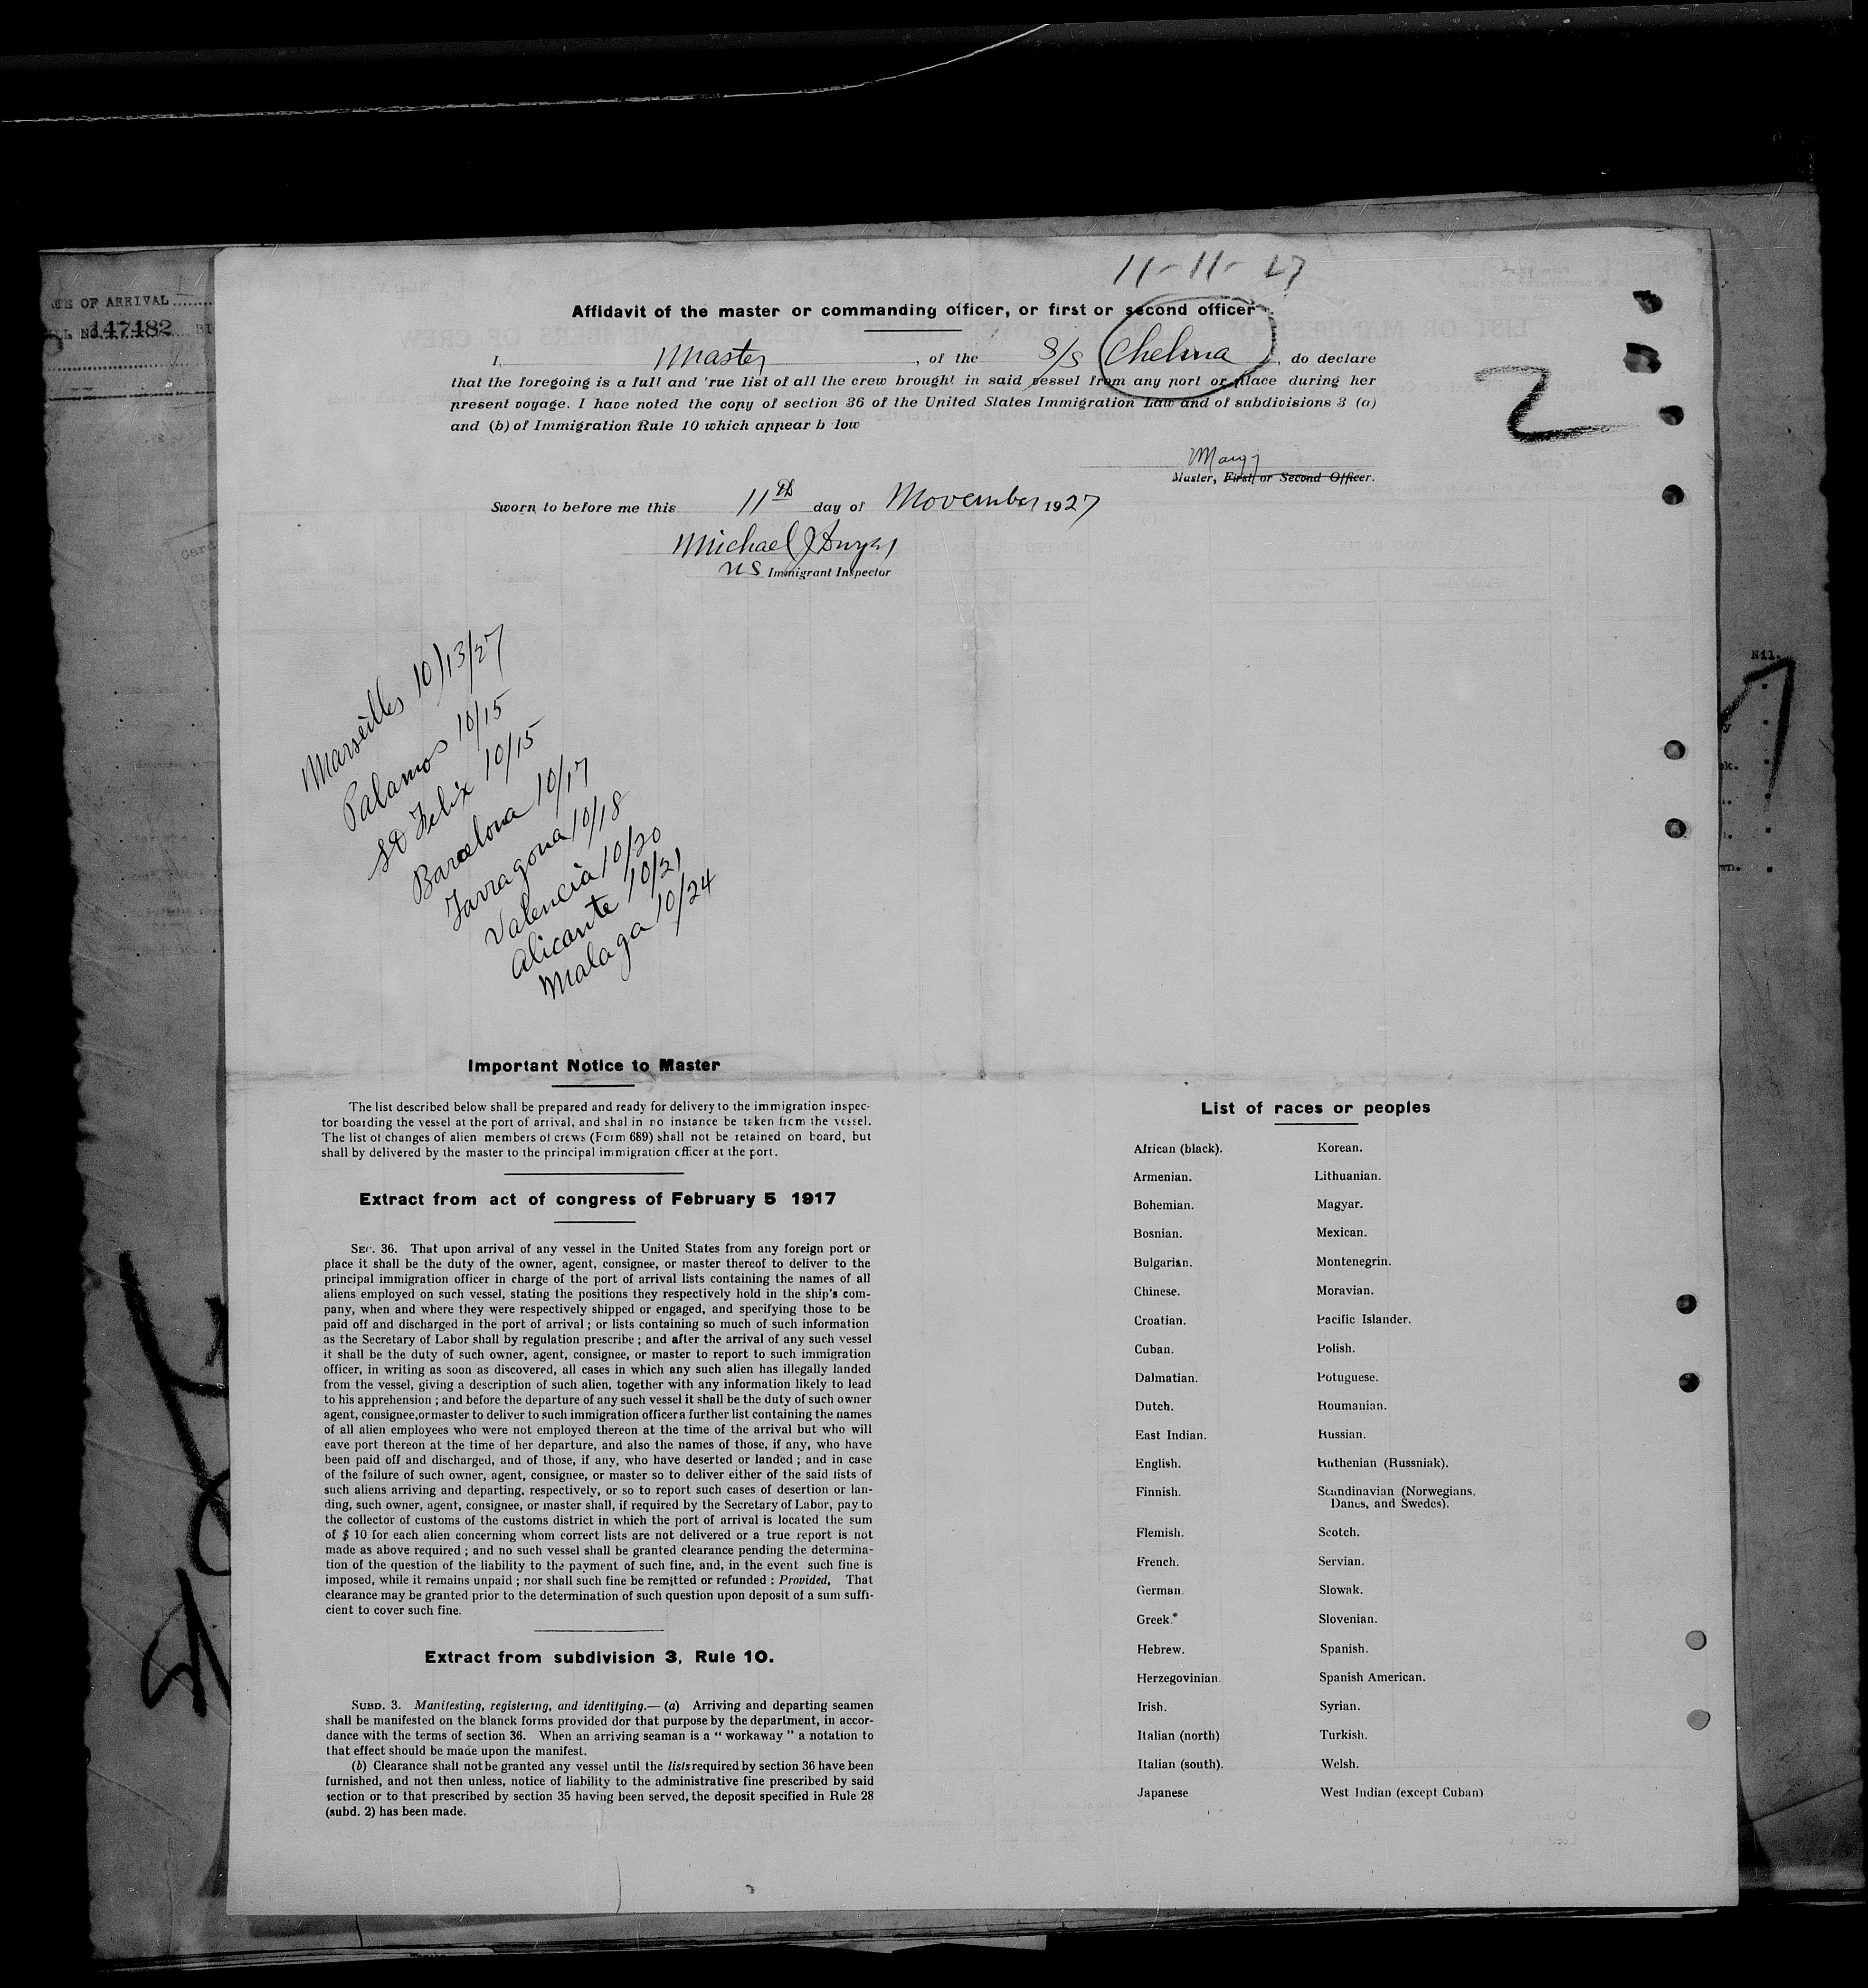 11-11-27
Affidavit of the master or commanding officer, or first or second officer
I, Master, of the S/S Chelma, do declare
that the foregoing is a full and 'rue list of all the crew brought in said vessel from any port or place during her
present voyage. I have noted the copy of section 36 of the United States Immigration Law and of subdivisions 3 (a)
and (b) of Immigration Rule 10 which appear b low
2
Master, First or Second Officer.
Sworn to before me this 11th day of November 1927
Michael J Dwyer
US Immigrant Inspector
ARRIVAL
147482
Nil.
Marseilles 10/13/27
Palamos 10/15
St Felix 10/15
Barcelona 10/17
Tarragona 10/18
Valencia 10/20
Alicante 10/21
Malaga 10/24
Important Notice to Master
The list described below shall be prepared and ready for delivery to the immigration inspec-
tor boarding the vessel at the port of arrival, and shal in no instance be taken from the vessel.
The list of changes of alien members of crews (Form 689) shall not be retained on board, but
shall by delivered by the master to the principal immigration officer at the port.
Extract from act of congress of February 5 1917
SEC. 36. That upon arrival of any vessel in the United States from any foreign port or
place it shall be the duty of the owner, agent, consignee, or master thereof to deliver to the
principal immigration officer in charge of the port of arrival lists containing the names of all
aliens employed on such vessel, stating the positions they respectively hold in the ship's com-
pany, when and where they were respectively shipped or engaged, and specifying those to be
paid off and discharged in the port of arrival ; or lists containing so much of such information
as the Secretary of Labor shall by regulation prescribe ; and after the arrival of any such vessel
it shall be the duty of such owner, agent, consignee, or master to report to such immigration
officer, in writing as soon as discovered, all cases in which any such alien has illegally landed
from the vessel, giving a description of such alien, together with any information likely to lead
to his apprehension ; and before the departure of any such vessel it shall be the duty of such owner
agent, consignee,ormaster to deliver to such immigration officera further list containing the names
of all alien employees who were not employed thereon at the time of the arrival but who will
eave port thereon at the time of her departure, and also the names of those, if any, who have
been paid off and discharged, and of those, if any, who have deserted or landed ; and in case
of the failure of such owner, agent, consignee, or master so to deliver either of the said lists of
such aliens arriving and departing, respectively, or so to report such cases of desertion or lan-
ding, such owner, agent, consignee, or master shall, if required by the Secretary of Labor, pay to
the collector of customs of the customs district in which the port of arrival is located the sum
of $ 10 for each alien concerning whom correct lists are not delivered or a true report is not
made as above required ; and no such vessel shall be granted clearance pending the determina-
tion of the question of the liability to the payment of such fine, and, in the event such fine is
imposed, while it remains unpaid ; nor shall such fine be remitted or refunded : Provided, That
clearance may be granted prior to the determination of such question upon deposit of a sum suffi-
cient to cover such fine.
Extract from subdivision 3, Rule 10.
SUBD. 3. Manifesting, registering, and identifying.— (a) Arriving and departing seamen
shall be manifested on the blanck forms provided dor that purpose by the department, in accor-
dance with the terms of section 36. When an arriving seaman is a " workaway " a notation to
that effect should be made upon the manifest.
(b) Clearance shall not be granted any vessel until the lists required by section 36 have been
furnished, and not then unless, notice of liability to the administrative fine prescribed by said
section or to that prescribed by section 35 having been served, the deposit specified in Rule 28
(subd. 2) has been made.
List of races or peoples
African (black). Korean.
Armenian. Lithuanian.
Bohemian. Magyar.
Bosnian. Mexican.
Bulgarian. Montenegrin.
Chinese. Moravian.
Croatian. Pacific Islander.
Cuban. Polish.
Dalmatian. Potuguese.
Dutch. Roumanian.
East Indian. Russian.
English. Ruthenian (Russniak).
Finnish. Scandinavian (Norwegians,
Danes, and Swedes).
Flemish. Scotch.
French. Servian.
German. Slowak.
Greek. Slovenian.
Hebrew. Spanish.
Herzegovinian. Spanish American.
Irish. Syrian.
Italian (north) Turkish.
Italian (south). Welsh.
Japanese West Indian (except Cuban)